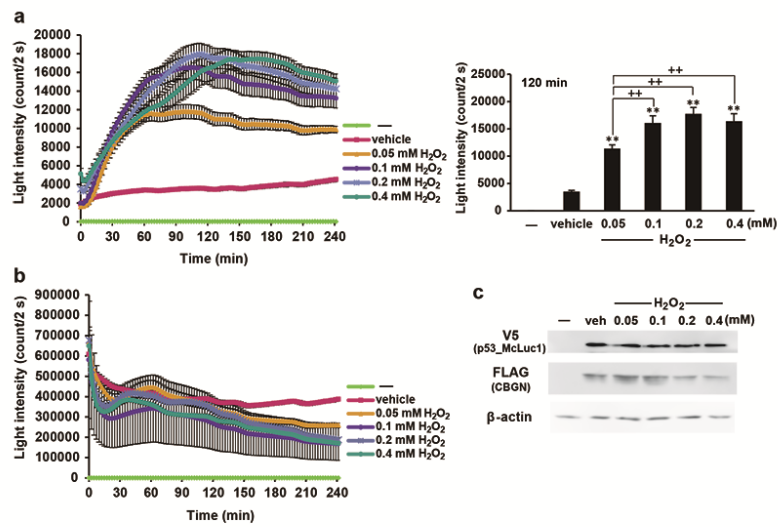 a
Light intensity (count/2 s)
20000
18000
16000
14000
12000
10000
8000
6000
4000
2000
0
0 30 60 90 120 150 180 210 240
Time (min)
—
vehicle
0.05 mM H₂O₂
0.1 mM H₂O₂
0.2 mM H₂O₂
0.4 mM H₂O₂
Light intensity (count/2 s)
25000
20000
15000
10000
5000
0
120 min
++
++
++
** ** ** **
— vehicle 0.05 0.1 0.2 0.4 (mM)
H₂O₂
b
Light intensity (count/2 s)
900000
800000
700000
600000
500000
400000
300000
200000
100000
0
0 30 60 90 120 150 180 210 240
Time (min)
—
vehicle
0.05 mM H₂O₂
0.1 mM H₂O₂
0.2 mM H₂O₂
0.4 mM H₂O₂
c
H₂O₂
— veh 0.05 0.1 0.2 0.4 (mM)
V5
(p53_McLuc1)
FLAG
(CBGN)
β-actin